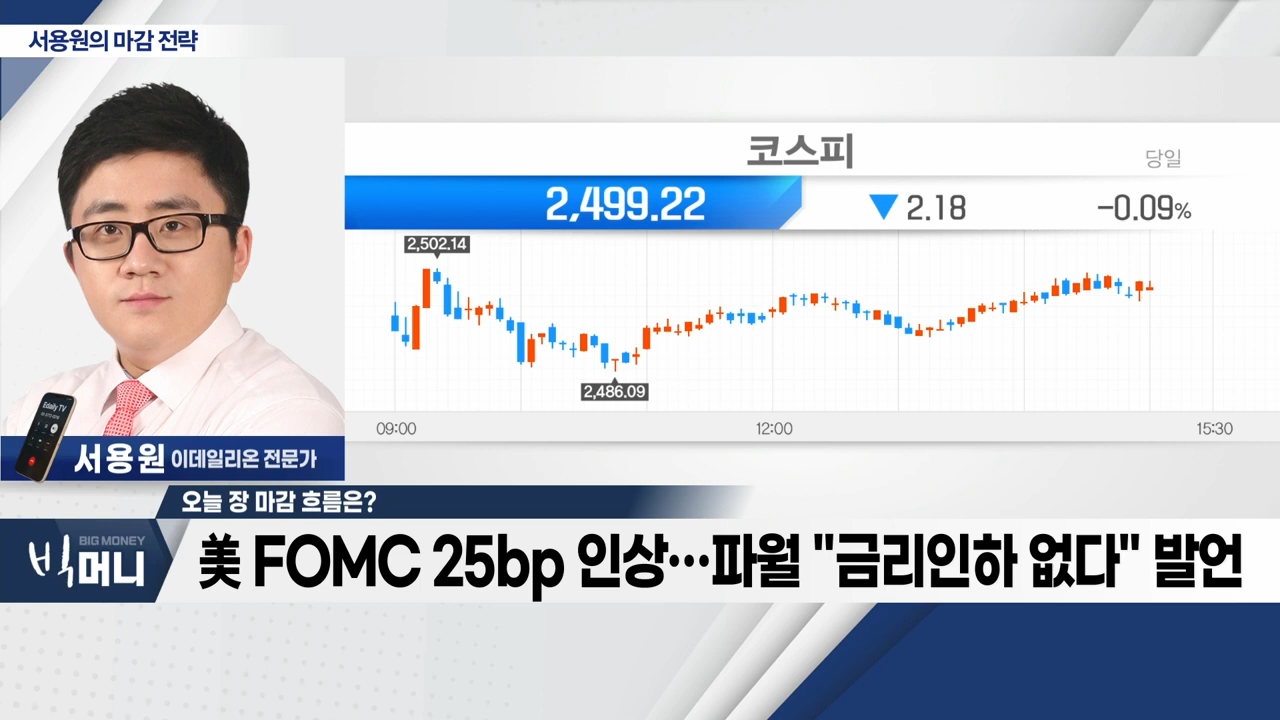 서용원의 마감 전략
코스피
당일
2,499.22
▼ 2.18
-0.09%
2,502.14
2,486.09
09:00
12:00
15:30
Edaily TV
서용원 이데일리온 전문가
오늘 장 마감 흐름은?
BIG MONEY
빅머니
美 FOMC 25bp 인상…파월 "금리인하 없다" 발언